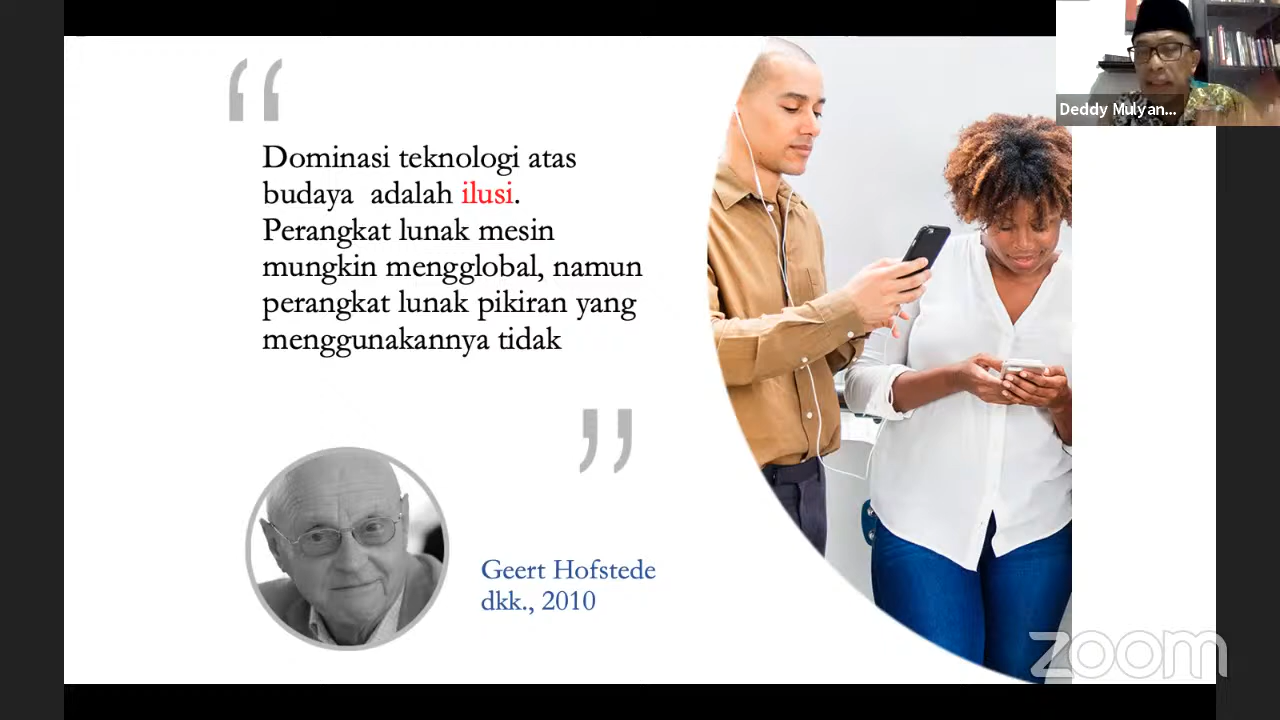 “
Dominasi teknologi atas
budaya adalah ilusi.
Perangkat lunak mesin
mungkin mengglobal, namun
perangkat lunak pikiran yang
menggunakannya tidak
”
Geert Hofstede
dkk., 2010
Deddy Mulyan...
zoom